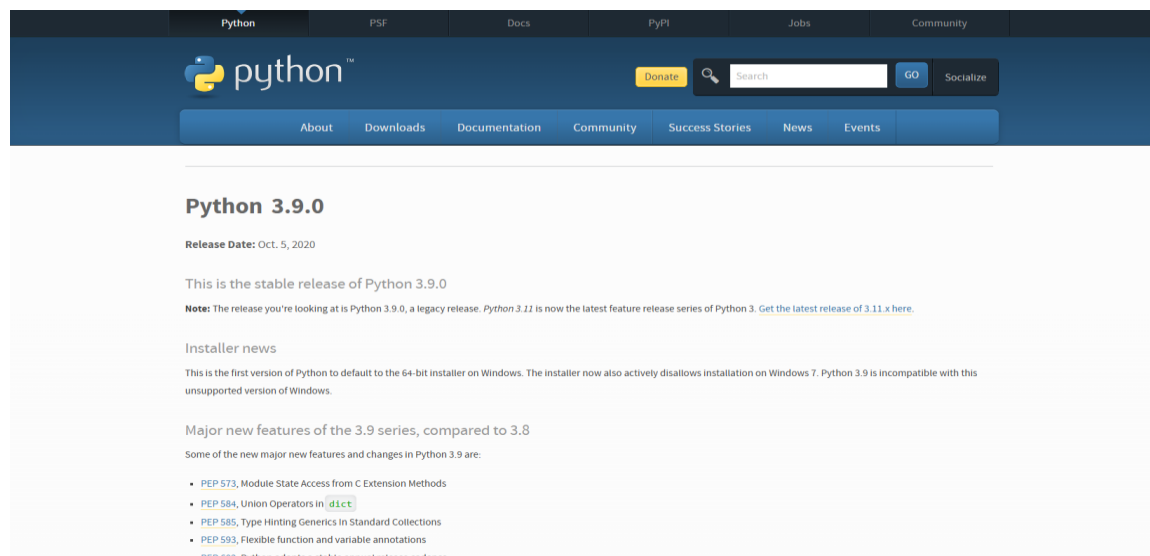 Python PSF Docs PyPI Jobs Community
python™ Donate Search GO Socialize
About Downloads Documentation Community Success Stories News Events
Python 3.9.0
Release Date: Oct. 5, 2020
This is the stable release of Python 3.9.0
Note: The release you're looking at is Python 3.9.0, a legacy release. Python 3.11 is now the latest feature release series of Python 3. Get the latest release of 3.11.x here.
Installer news
This is the first version of Python to default to the 64-bit installer on Windows. The installer now also actively disallows installation on Windows 7. Python 3.9 is incompatible with this
unsupported version of Windows.
Major new features of the 3.9 series, compared to 3.8
Some of the new major new features and changes in Python 3.9 are:
PEP 573, Module State Access from C Extension Methods
PEP 584, Union Operators in dict
PEP 585, Type Hinting Generics In Standard Collections
PEP 593, Flexible function and variable annotations